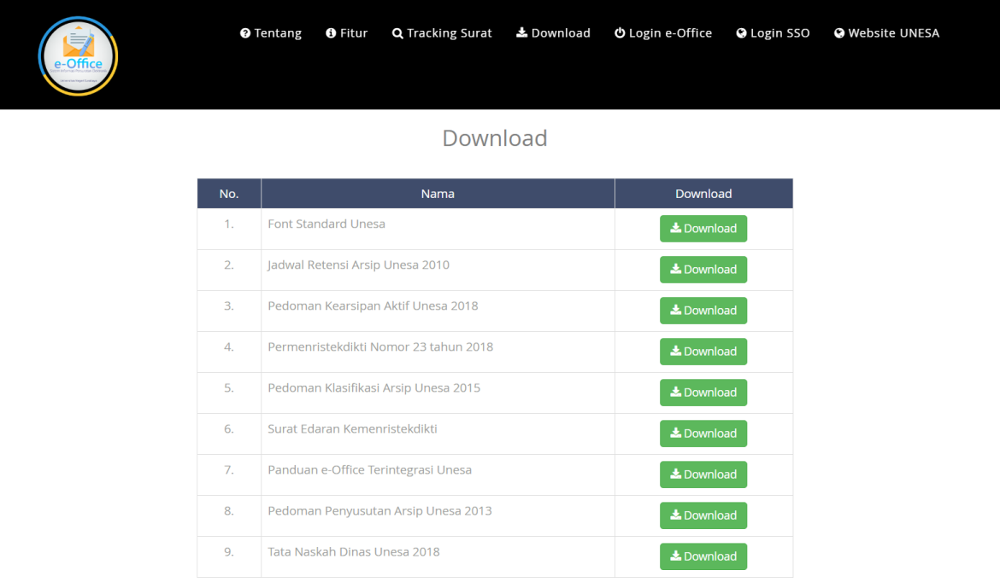 e-Office
Tentang Fitur Tracking Surat Download Login e-Office Login SSO Website UNESA
Download
No. Nama Download
1. Font Standard Unesa Download
2. Jadwal Retensi Arsip Unesa 2010 Download
3. Pedoman Kearsipan Aktif Unesa 2018 Download
4. Permenristekdikti Nomor 23 tahun 2018 Download
5. Pedoman Klasifikasi Arsip Unesa 2015 Download
6. Surat Edaran Kemenristekdikti Download
7. Panduan e-Office Terintegrasi Unesa Download
8. Pedoman Penyusutan Arsip Unesa 2013 Download
9. Tata Naskah Dinas Unesa 2018 Download